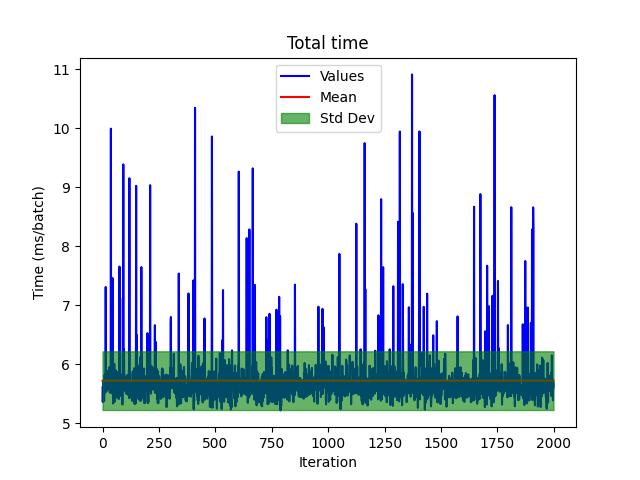 Total time
Values
Mean
Std Dev
11
10
9
8
7
6
5
Time (ms/batch)
0 250 500 750 1000 1250 1500 1750 2000
Iteration